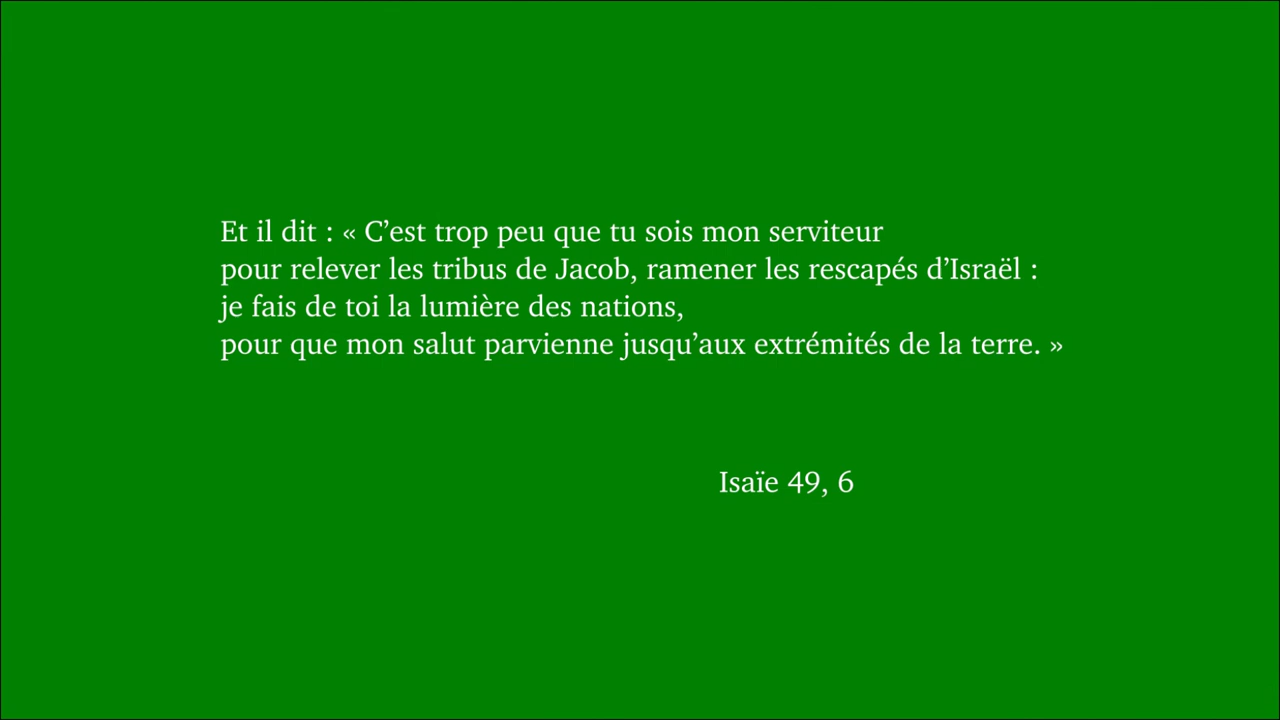 Et il dit : « C’est trop peu que tu sois mon serviteur
pour relever les tribus de Jacob, ramener les rescapés d’Israël :
je fais de toi la lumière des nations,
pour que mon salut parvienne jusqu’aux extrémités de la terre. »
Isaïe 49, 6